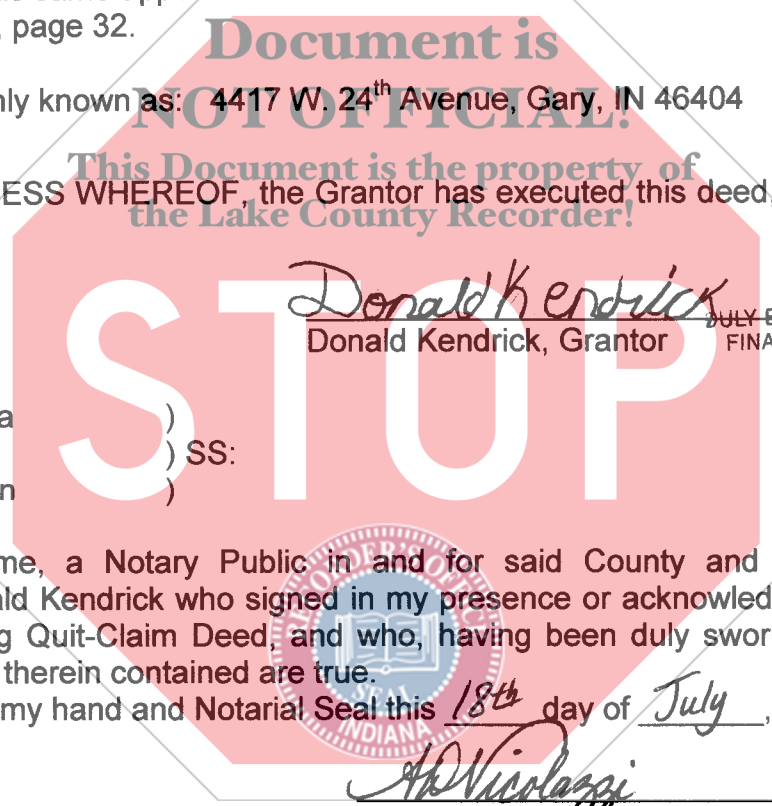 , page 32.
Document is
nly known as: 4417 W. 24th Avenue, Gary, IN 46404
NOT OFFICIAL!
This Document is the property of
ESS WHEREOF, the Grantor has executed this deed,
the Lake County Recorder!
STOP
Donald Kendrick
Donald Kendrick, Grantor
JULY E
FINA
a )
) SS:
n )
me, a Notary Public in and for said County and
ald Kendrick who signed in my presence or acknowled
g Quit-Claim Deed, and who, having been duly swor
therein contained are true.
my hand and Notarial Seal this 18th day of July,
RECORDER'S OFFICE
SEAL
INDIANA